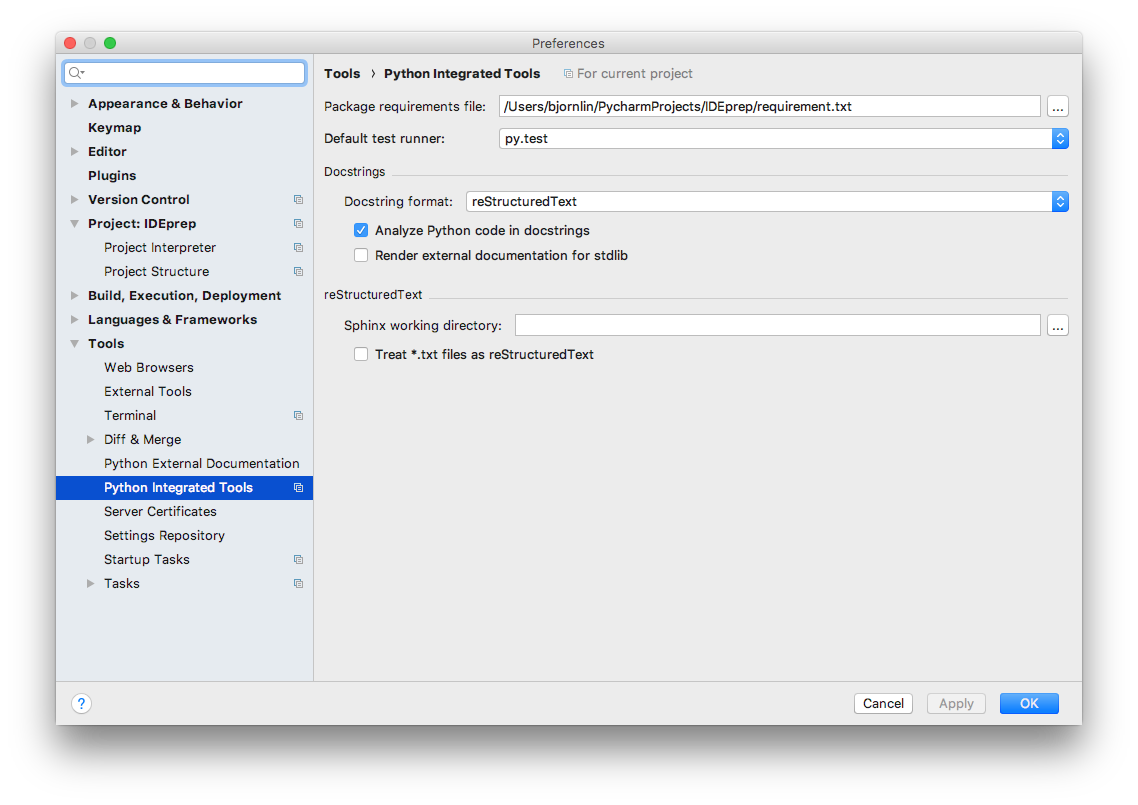 Preferences
Tools › Python Integrated Tools For current project
Package requirements file: /Users/bjornlin/PycharmProjects/IDEprep/requirement.txt ...
Default test runner: py.test
Docstrings
Docstring format: reStructuredText
Analyze Python code in docstrings
Render external documentation for stdlib
reStructuredText
Sphinx working directory: ...
Treat *.txt files as reStructuredText
Appearance & Behavior
Keymap
Editor
Plugins
Version Control
Project: IDEprep
Project Interpreter
Project Structure
Build, Execution, Deployment
Languages & Frameworks
Tools
Web Browsers
External Tools
Terminal
Diff & Merge
Python External Documentation
Python Integrated Tools
Server Certificates
Settings Repository
Startup Tasks
Tasks
? Cancel Apply OK